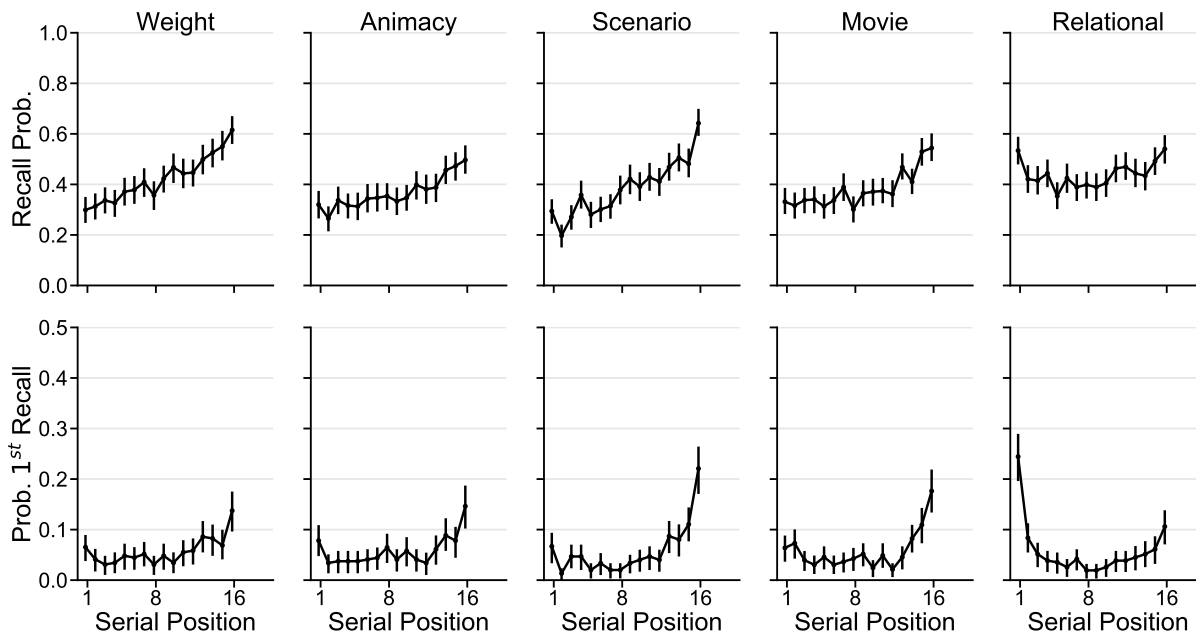 Weight Animacy Scenario Movie Relational
Recall Prob.
1.0
0.8
0.6
0.4
0.2
0.0
Prob. 1st Recall
0.5
0.4
0.3
0.2
0.1
0.0
1 8 16 1 8 16 1 8 16 1 8 16 1 8 16
Serial Position Serial Position Serial Position Serial Position Serial Position